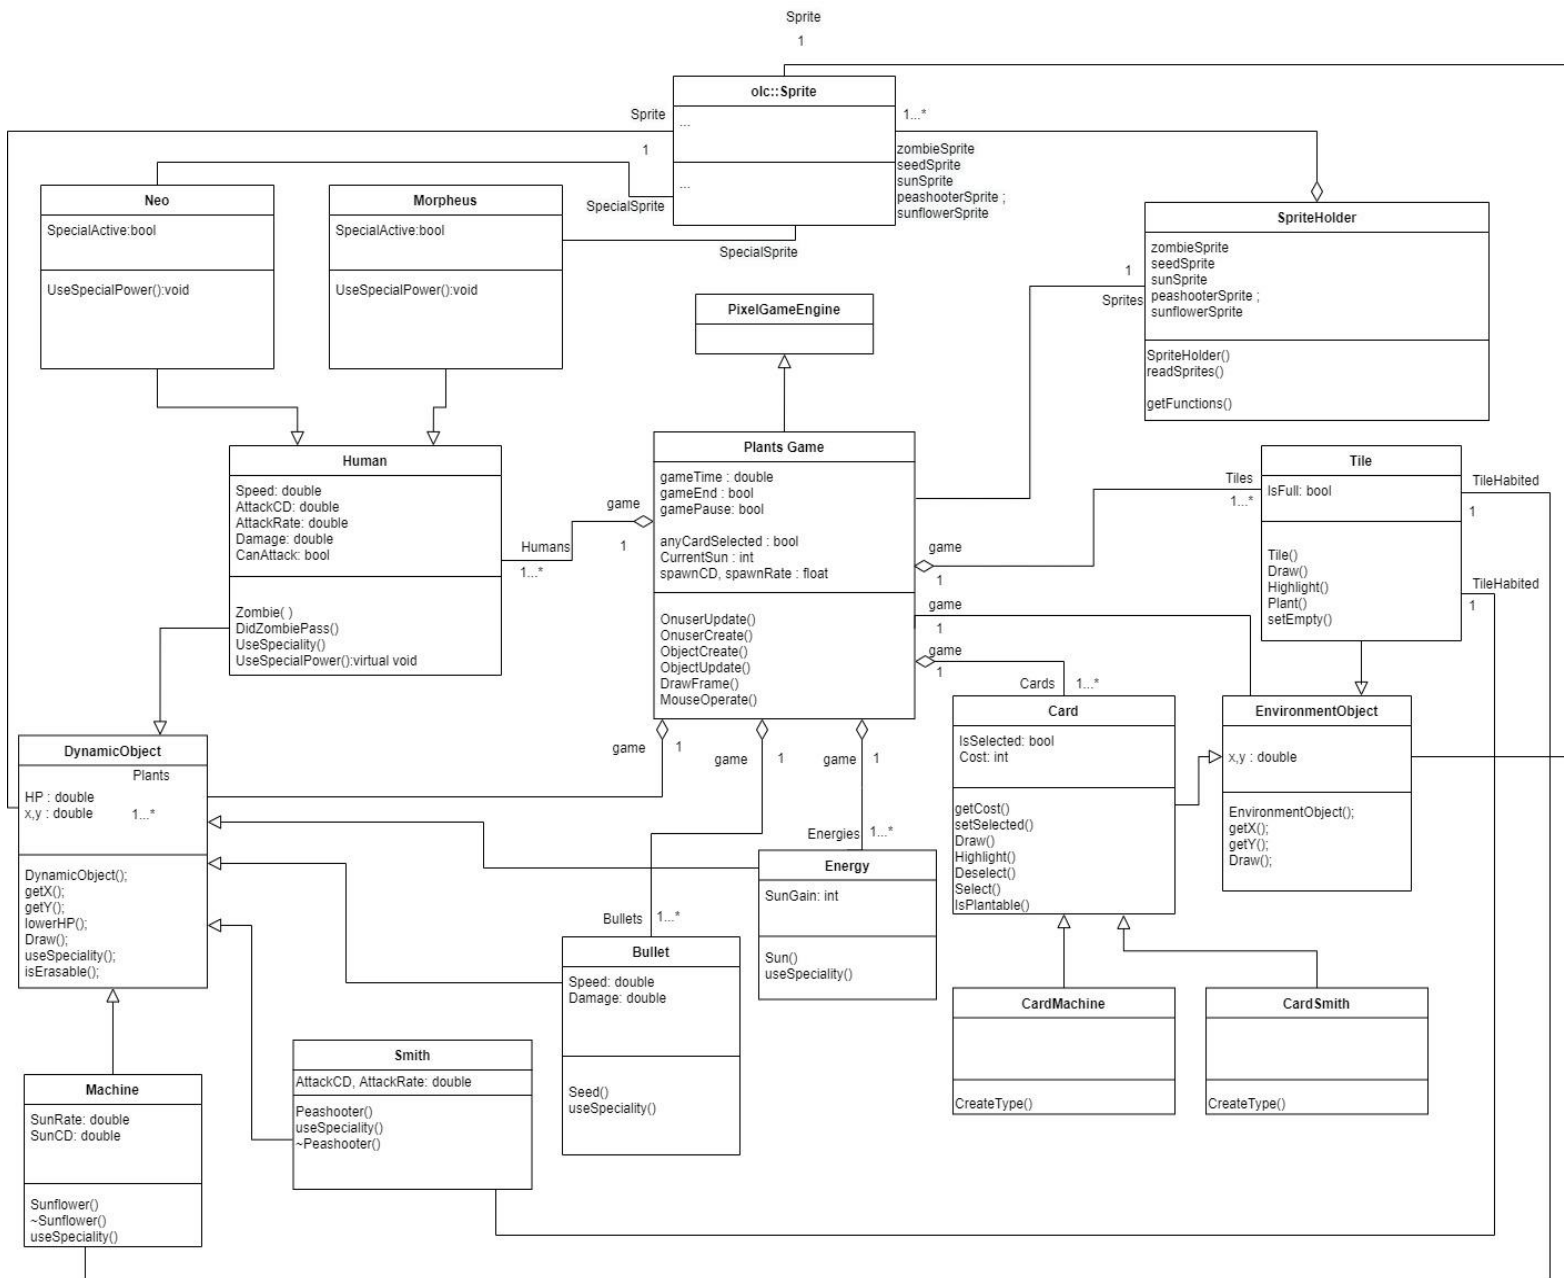 Sprite
1
olc::Sprite
...
...
Sprite
1
1...*
zombieSprite
seedSprite
sunSprite
peashooterSprite ;
sunflowerSprite
SpecialSprite
SpecialSprite
Neo
SpecialActive:bool
UseSpecialPower():void
Morpheus
SpecialActive:bool
UseSpecialPower():void
SpriteHolder
zombieSprite
seedSprite
sunSprite
peashooterSprite ;
sunflowerSprite
SpriteHolder()
readSprites()
getFunctions()
1
Sprites
PixelGameEngine
Human
Speed: double
AttackCD: double
AttackRate: double
Damage: double
CanAttack: bool
Zombie( )
DidZombiePass()
UseSpeciality()
UseSpecialPower():virtual void
game
1
Humans
1...*
Plants Game
gameTime : double
gameEnd : bool
gamePause: bool
anyCardSelected : bool
CurrentSun : int
spawnCD, spawnRate : float
OnuserUpdate()
OnuserCreate()
ObjectCreate()
ObjectUpdate()
DrawFrame()
MouseOperate()
Tiles
1...*
game
1
game
1
game
1
Cards
1...*
Tile
IsFull: bool
Tile()
Draw()
Highlight()
Plant()
setEmpty()
TileHabited
1
TileHabited
1
Card
IsSelected: bool
Cost: int
getCost()
setSelected()
Draw()
Highlight()
Deselect()
Select()
IsPlantable()
EnvironmentObject
x,y : double
EnvironmentObject();
getX();
getY();
Draw();
DynamicObject
Plants
HP : double
x,y : double
1...*
DynamicObject();
getX();
getY();
lowerHP();
Draw();
useSpeciality();
isErasable();
game
1
game
1
game
1
Energies
1...*
Energy
SunGain: int
Sun()
useSpeciality()
Bullets
1...*
Bullet
Speed: double
Damage: double
Seed()
useSpeciality()
CardMachine
CreateType()
CardSmith
CreateType()
Smith
AttackCD, AttackRate: double
Peashooter()
useSpeciality()
~Peashooter()
Machine
SunRate: double
SunCD: double
Sunflower()
~Sunflower()
useSpeciality()